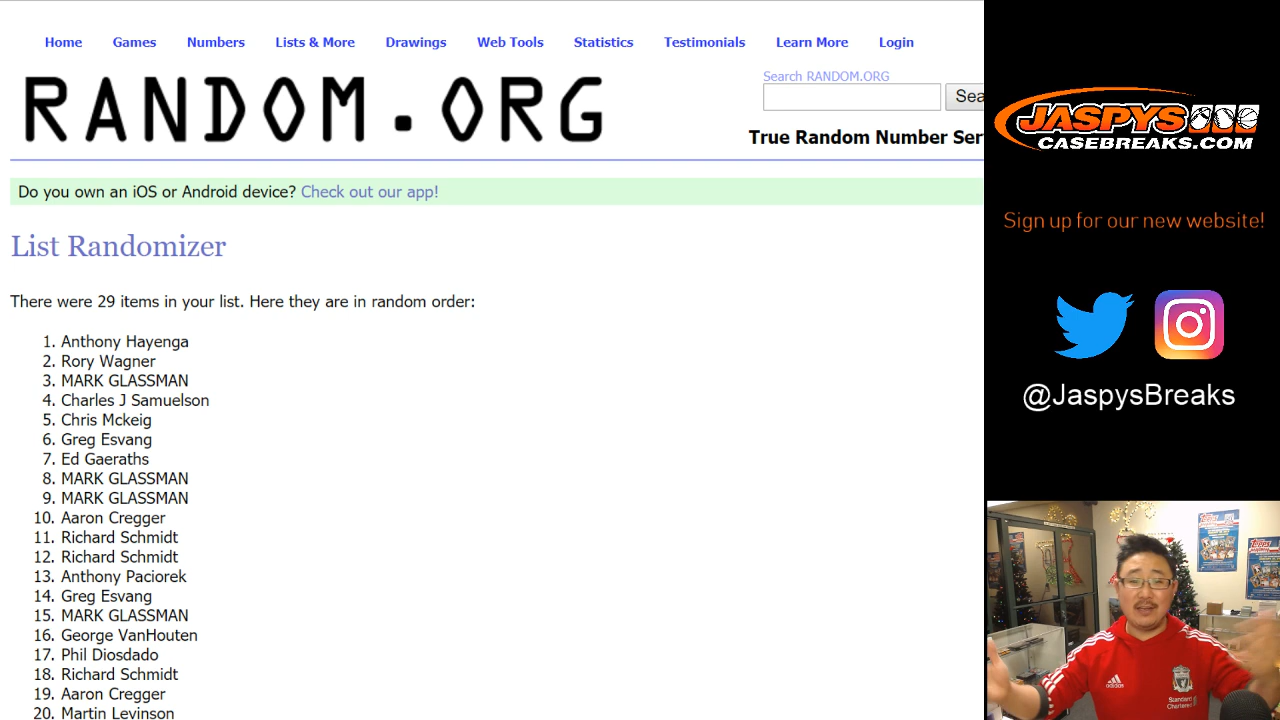 Home Games Numbers Lists & More Drawings Web Tools Statistics Testimonials Learn More Login
RANDOM.ORG
Search RANDOM.ORG
Sea
True Random Number Ser
Do you own an iOS or Android device? Check out our app!
List Randomizer
There were 29 items in your list. Here they are in random order:
1. Anthony Hayenga
2. Rory Wagner
3. MARK GLASSMAN
4. Charles J Samuelson
5. Chris Mckeig
6. Greg Esvang
7. Ed Gaeraths
8. MARK GLASSMAN
9. MARK GLASSMAN
10. Aaron Cregger
11. Richard Schmidt
12. Richard Schmidt
13. Anthony Paciorek
14. Greg Esvang
15. MARK GLASSMAN
16. George VanHouten
17. Phil Diosdado
18. Richard Schmidt
19. Aaron Cregger
20. Martin Levinson
JASPYS
CASEBREAKS.COM
Sign up for our new website!
@JaspysBreaks
TOPPS
TOPPS
adidas
Standard
Chartered